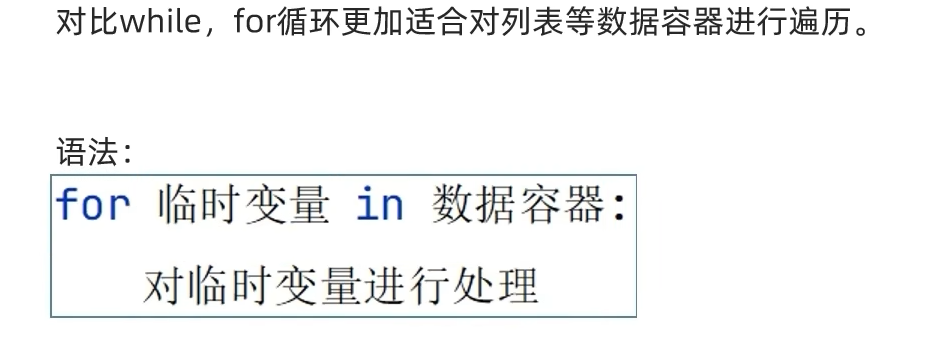 对比while，for循环更加适合对列表等数据容器进行遍历。
语法：
for 临时变量 in 数据容器:
对临时变量进行处理